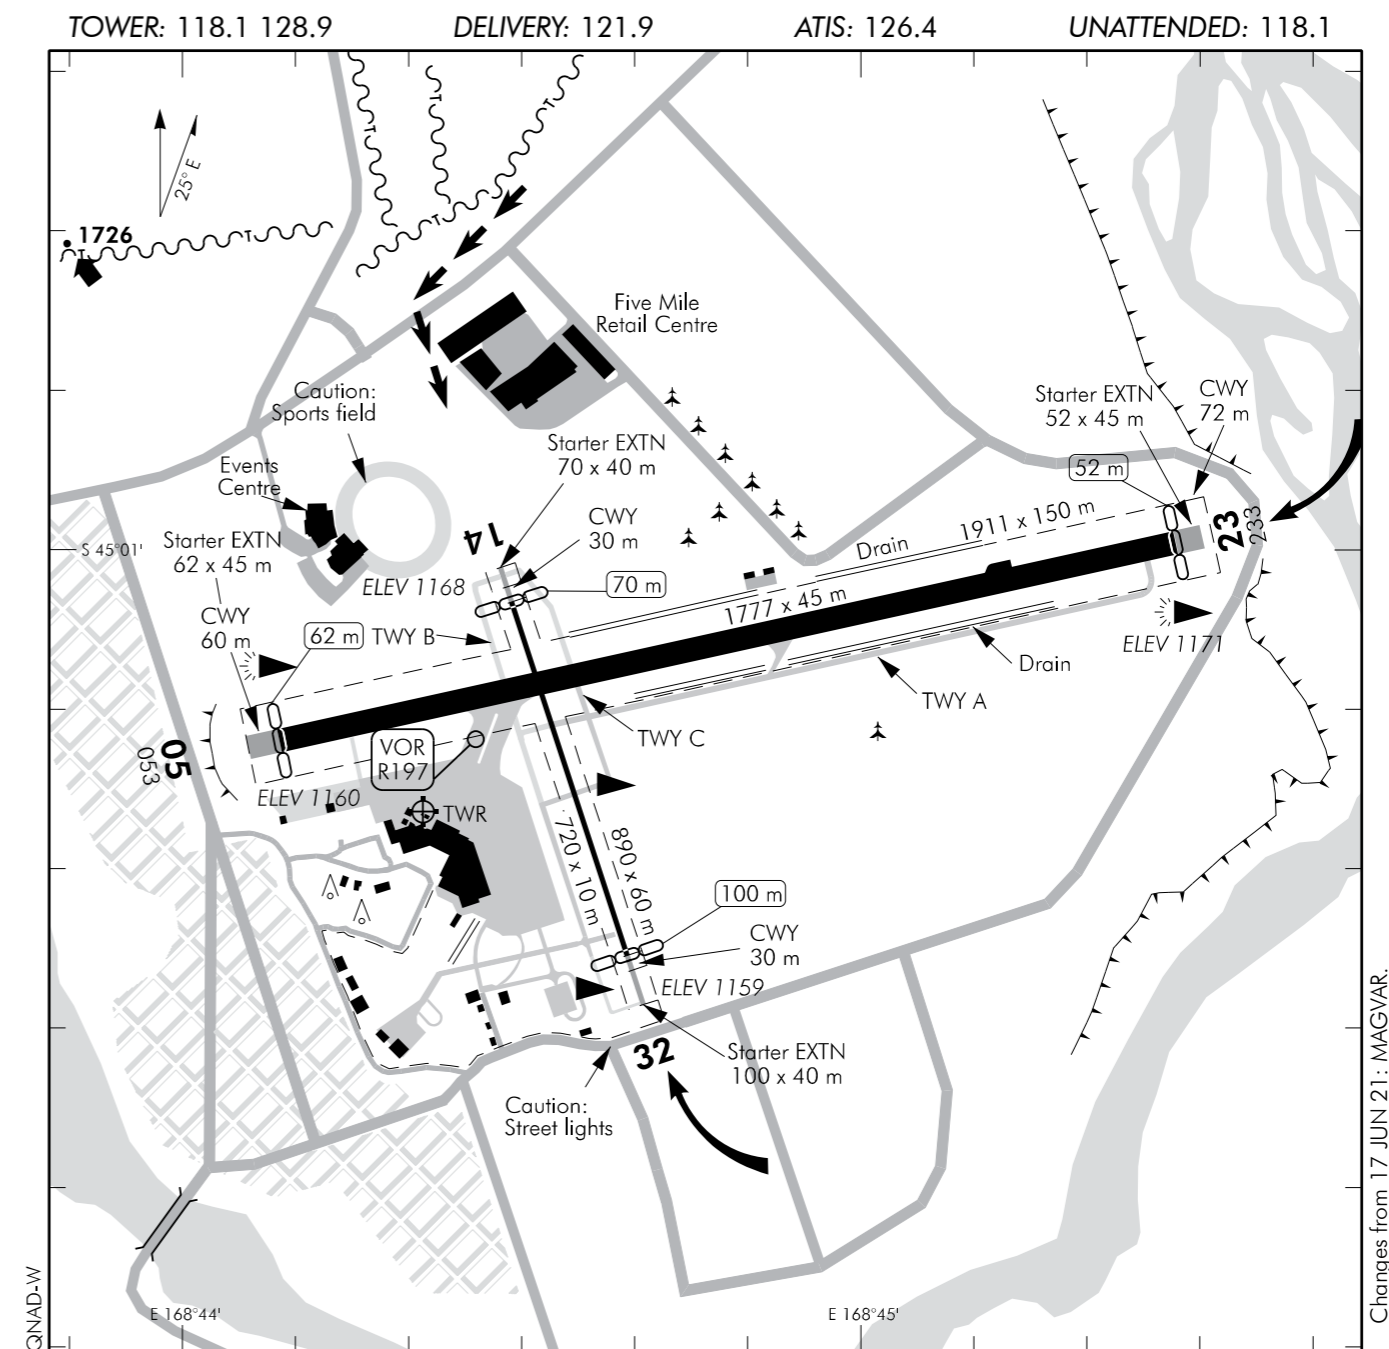 TOWER: 118.1 128.9 DELIVERY: 121.9 ATIS: 126.4 UNATTENDED: 118.1
25° E
1726
T
T
T
T
T
T
Five Mile
Retail Centre
Caution:
Sports field
Starter EXTN
52 x 45 m
CWY
72 m
Starter EXTN
70 x 40 m
Events
Centre
52 m
CWY
30 m
1911 x 150 m
23
233
14
S 45°01'
Starter EXTN
62 x 45 m
Drain
ELEV 1168
70 m
1777 x 45 m
CWY
60 m
62 m
TWY B
ELEV 1171
Drain
TWY A
TWY C
05
053
VOR
R197
ELEV 1160
TWR
720 x 10 m
890 x 60 m
100 m
CWY
30 m
ELEV 1159
32
Starter EXTN
100 x 40 m
Caution:
Street lights
Changes from 17 JUN 21: MAGVAR.
QNAD-W
E 168°44'
E 168°45'